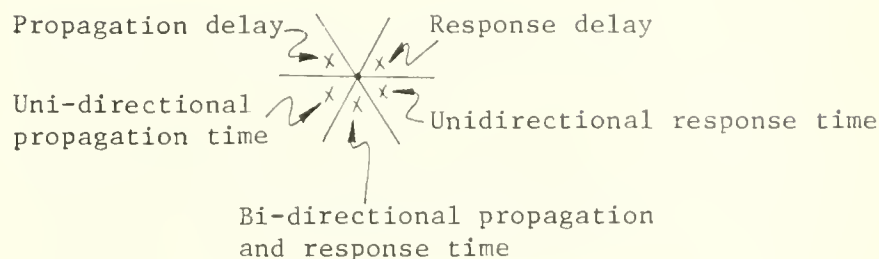 Propagation delay
Response delay
x x
Uni-directional
propagation time
x x x
Unidirectional response time
Bi-directional propagation
and response time